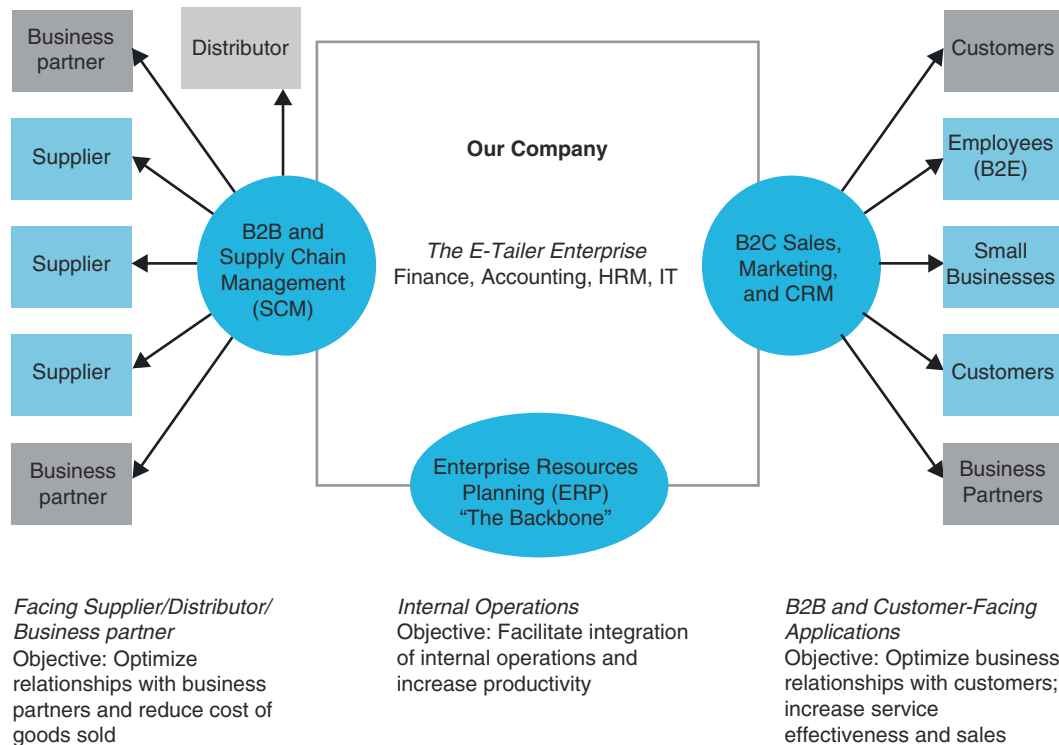 Business
partner
Distributor
Supplier
Supplier
Supplier
Business
partner
B2B and
Supply Chain
Management
(SCM)
Our Company
The E-Tailer Enterprise
Finance, Accounting, HRM, IT
Enterprise Resources
Planning (ERP)
“The Backbone”
B2C Sales,
Marketing,
and CRM
Customers
Employees
(B2E)
Small
Businesses
Customers
Business
Partners
Facing Supplier/Distributor/
Business partner
Objective: Optimize
relationships with business
partners and reduce cost of
goods sold
Internal Operations
Objective: Facilitate integration
of internal operations and
increase productivity
B2B and Customer-Facing
Applications
Objective: Optimize business
relationships with customers;
increase service
effectiveness and sales